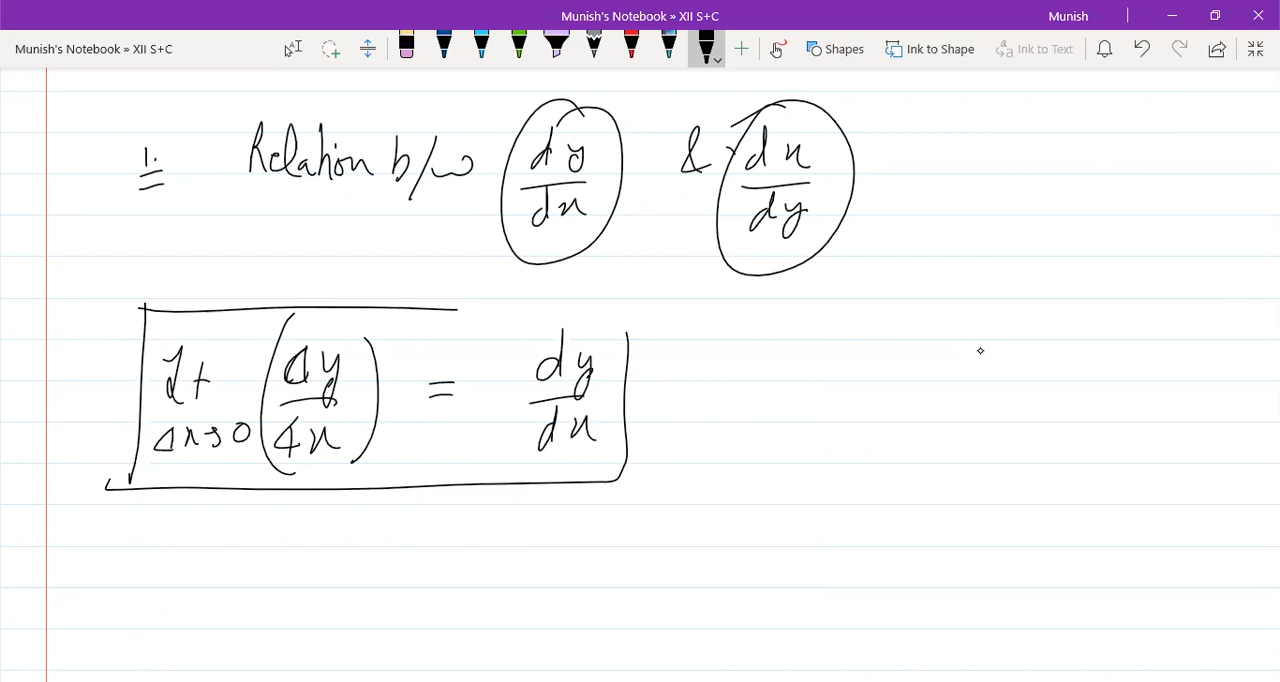 Munish's Notebook » XII S+C
Munish
Munish's Notebook » XII S+C
Shapes
Ink to Shape
Ink to Text
1. Relation b/w dy/dx & dx/dy
Lt Δx→0 (Δy/Δx) = dy/dx